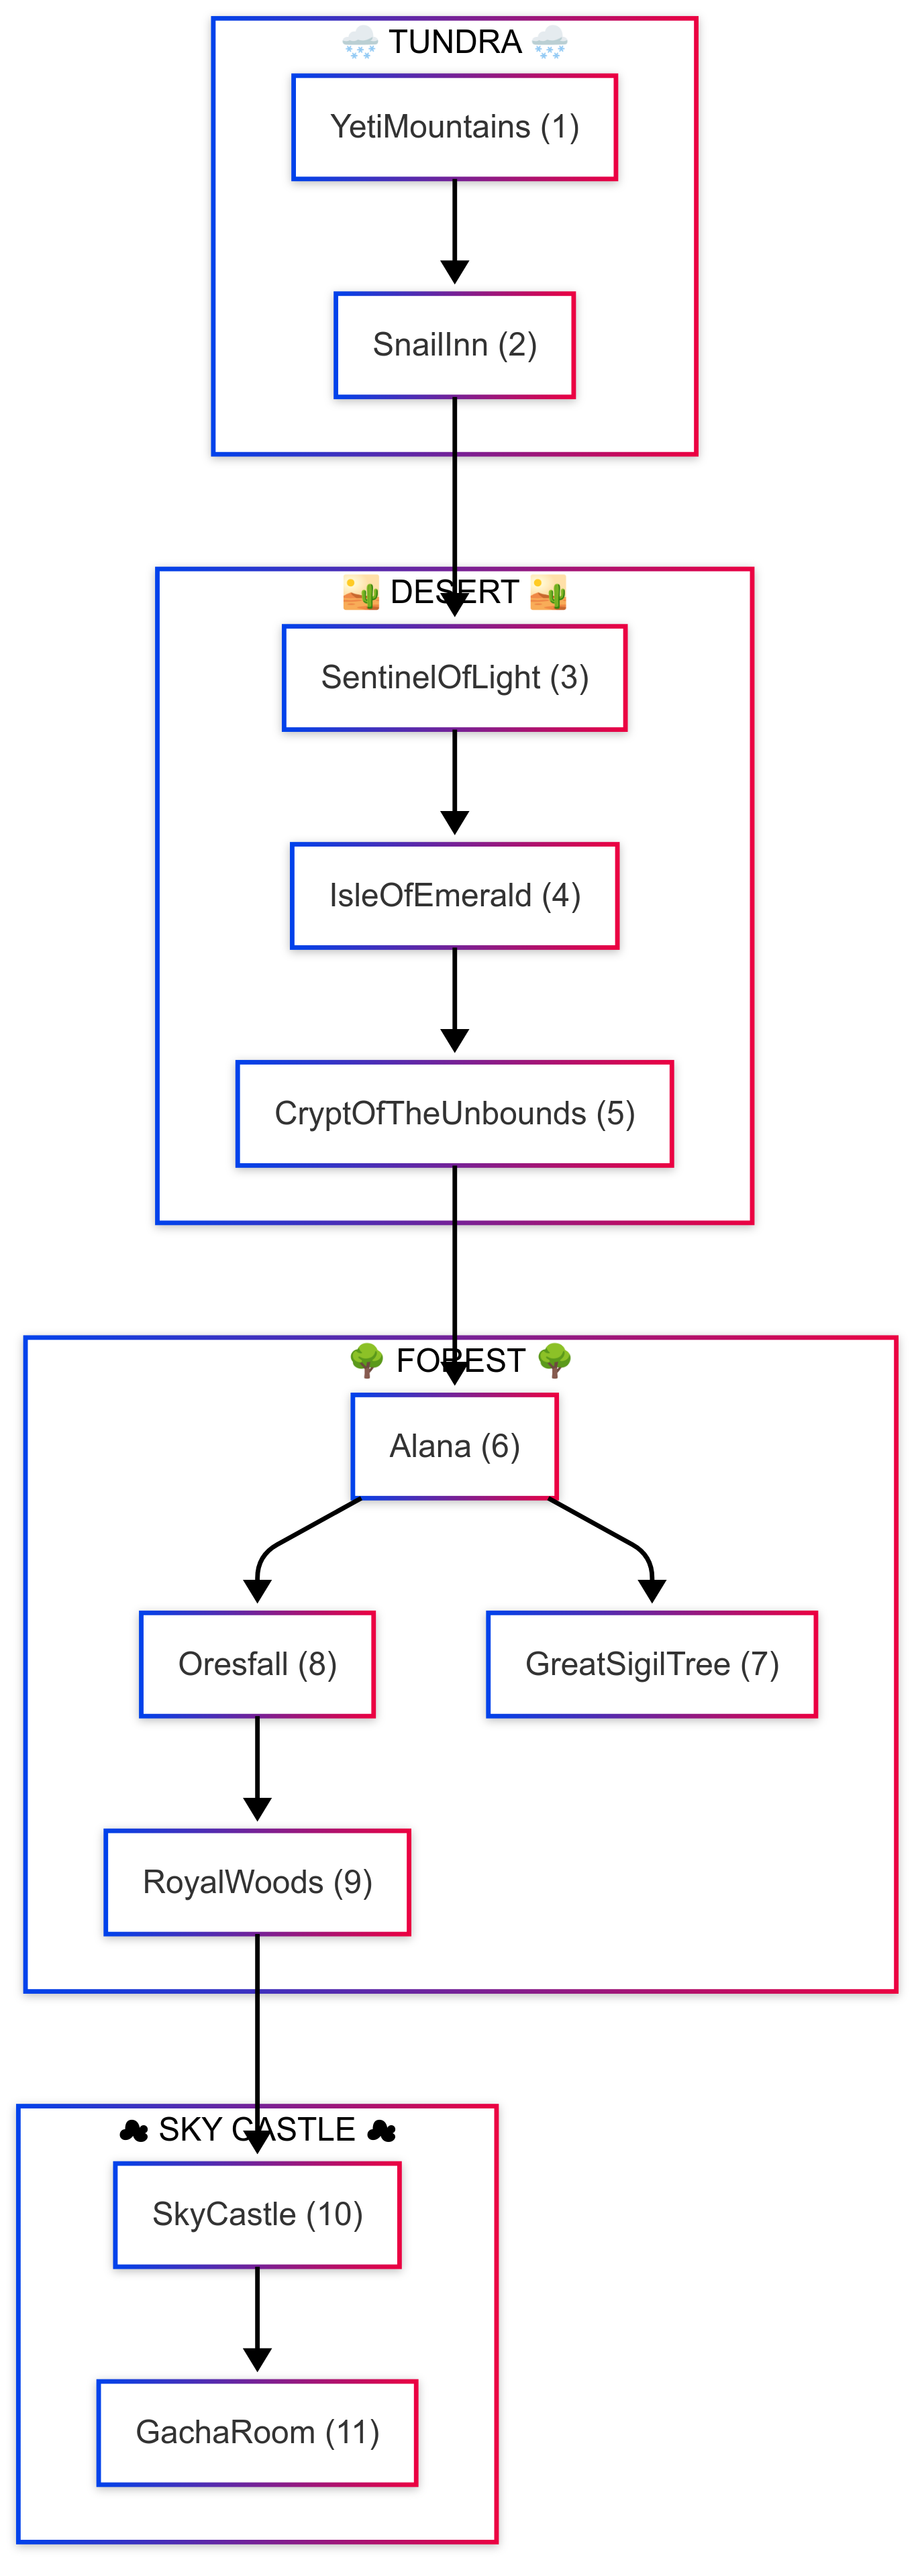 🌨️ TUNDRA 🌨️
YetiMountains (1)
SnailInn (2)
🏜️ DESERT 🏜️
SentinelOfLight (3)
IsleOfEmerald (4)
CryptOfTheUnbounds (5)
🌳 FOREST 🌳
Alana (6)
Oresfall (8)
GreatSigilTree (7)
RoyalWoods (9)
☁ SKY CASTLE ☁
SkyCastle (10)
GachaRoom (11)